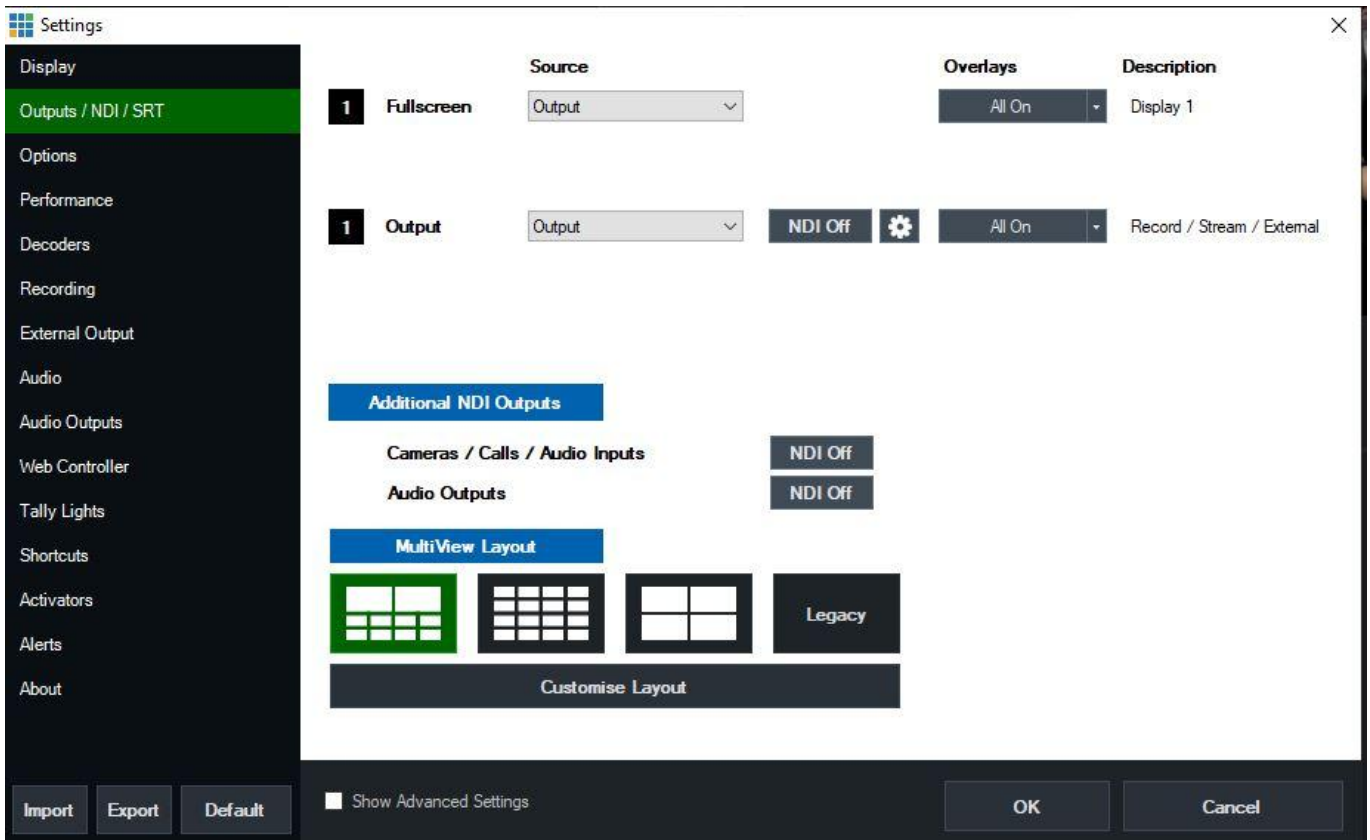 Settings
Display
Outputs / NDI / SRT
Options
Performance
Decoders
Recording
External Output
Audio
Audio Outputs
Web Controller
Tally Lights
Shortcuts
Activators
Alerts
About
Import Export Default
Source Overlays Description
1 Fullscreen Output All On Display 1
1 Output Output NDI Off All On Record / Stream / External
Additional NDI Outputs
Cameras / Calls / Audio Inputs NDI Off
Audio Outputs NDI Off
MultiView Layout
Legacy
Customise Layout
Show Advanced Settings OK Cancel